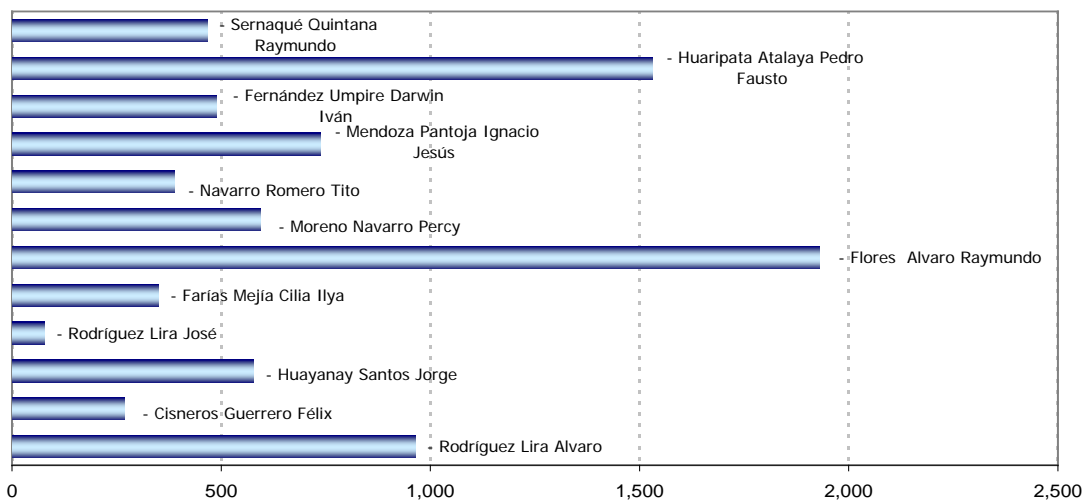 - Sernaqué Quintana
Raymundo
- Huaripata Atalaya Pedro
Fausto
- Fernández Umpire Darwin
Iván
- Mendoza Pantoja Ignacio
Jesús
- Navarro Romero Tito
- Moreno Navarro Percy
- Flores Alvaro Raymundo
- Farías Mejía Cilia Ilya
- Rodríguez Lira José
- Huayanay Santos Jorge
- Cisneros Guerrero Félix
- Rodríguez Lira Alvaro
0 500 1,000 1,500 2,000 2,500